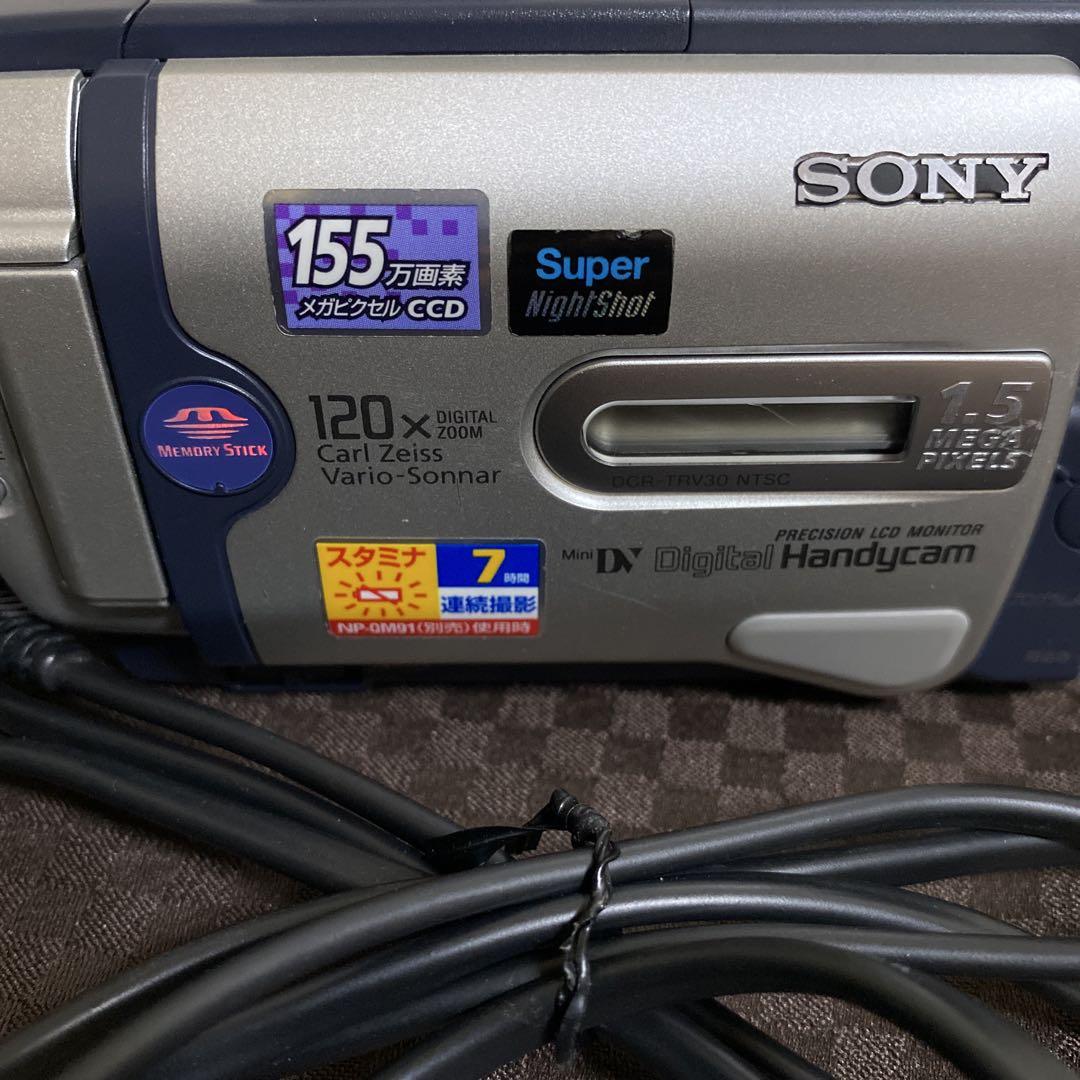 SONY
155万画素
メガピクセル CCD
Super
NightShot
MEMORY STICK
120x DIGITAL
ZOOM
Carl Zeiss
Vario-Sonnar
1.5
MEGA
PIXELS
DCR-TRV30 NTSC
PRECISION LCD MONITOR
Mini DV Digital Handycam
スタミナ
7時間
連続撮影
NP-QM91(別売)使用時